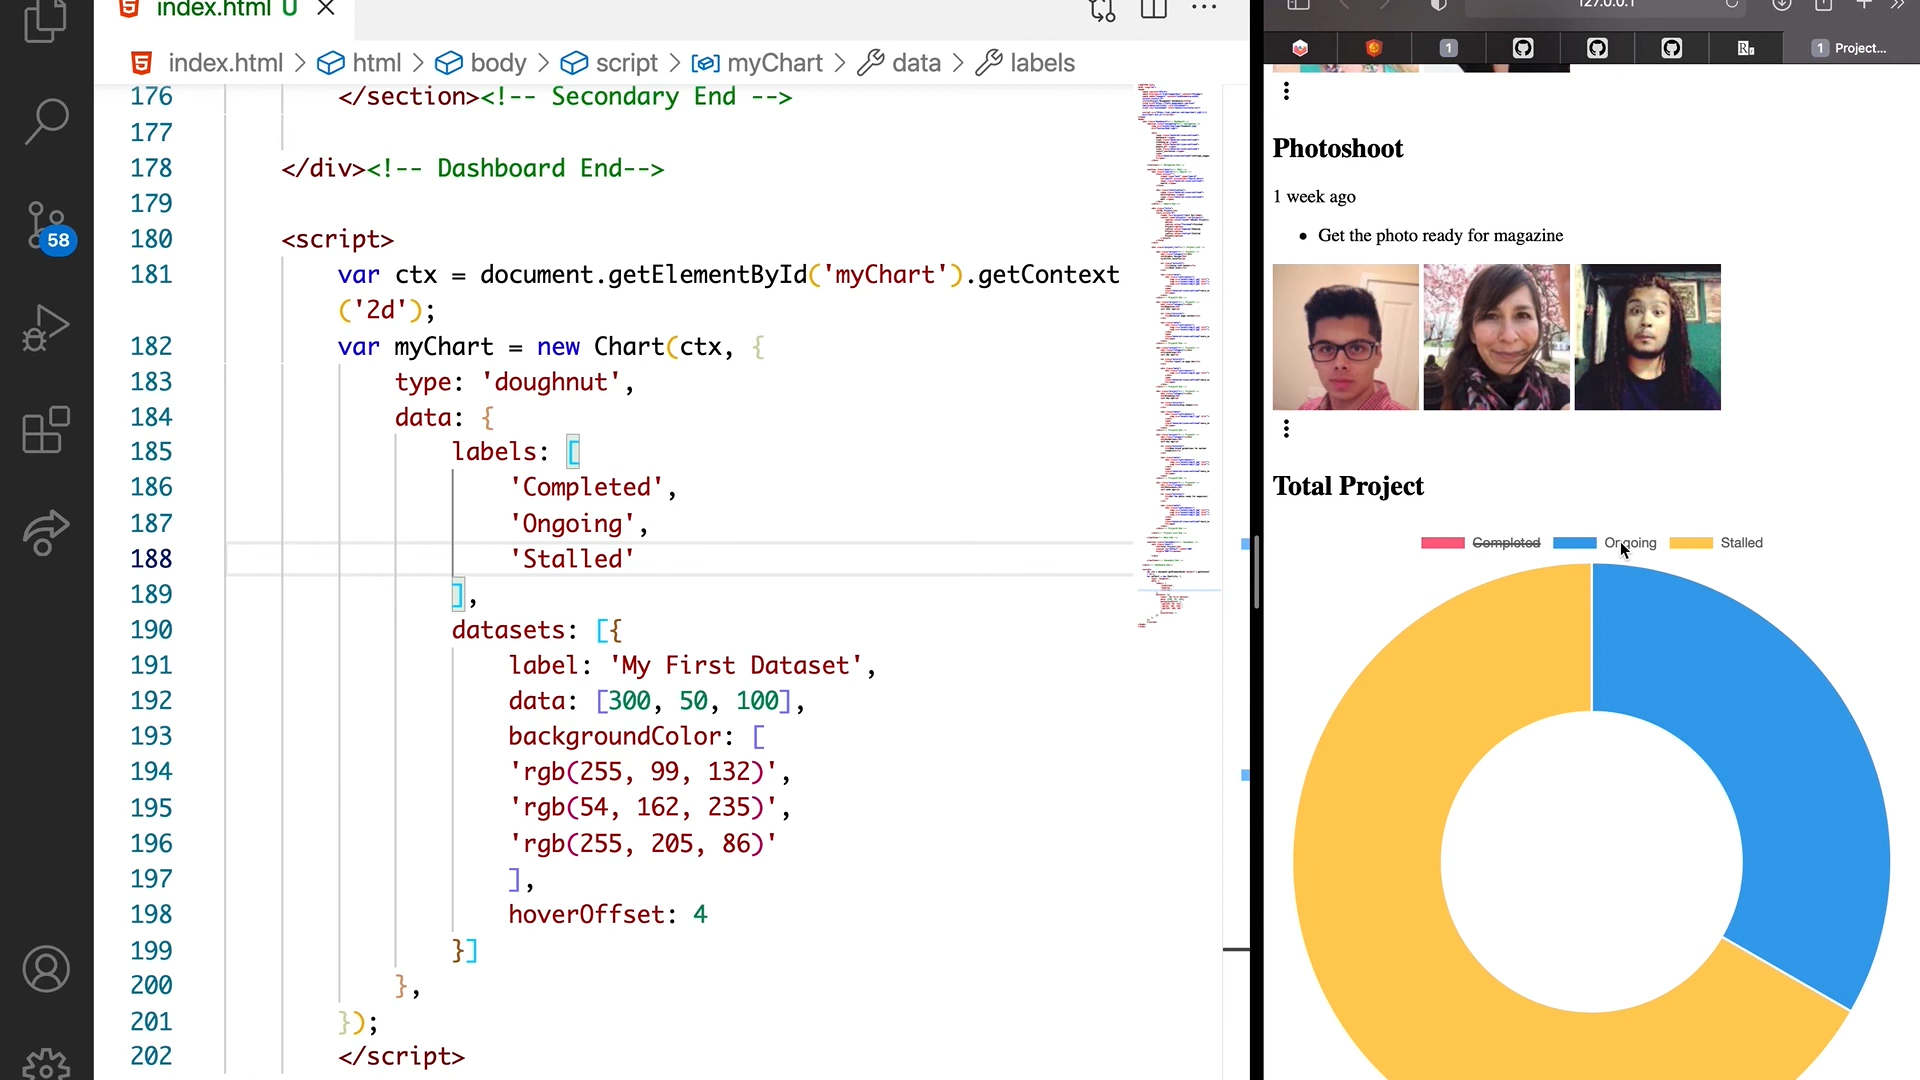 index.html U
127.0.0.1
index.html > html > body > script > myChart > data > labels
1
1 Project...
176 </section><!-- Secondary End -->
177
178 </div><!-- Dashboard End-->
179
180 <script>
181 var ctx = document.getElementById('myChart').getContext
('2d');
182 var myChart = new Chart(ctx, {
183 type: 'doughnut',
184 data: {
185 labels: [
186 'Completed',
187 'Ongoing',
188 'Stalled'
189 ],
190 datasets: [{
191 label: 'My First Dataset',
192 data: [300, 50, 100],
193 backgroundColor: [
194 'rgb(255, 99, 132)',
195 'rgb(54, 162, 235)',
196 'rgb(255, 205, 86)'
197 ],
198 hoverOffset: 4
199 }]
200 },
201 });
202 </script>
58
Photoshoot
1 week ago
• Get the photo ready for magazine
Total Project
Completed Ongoing Stalled